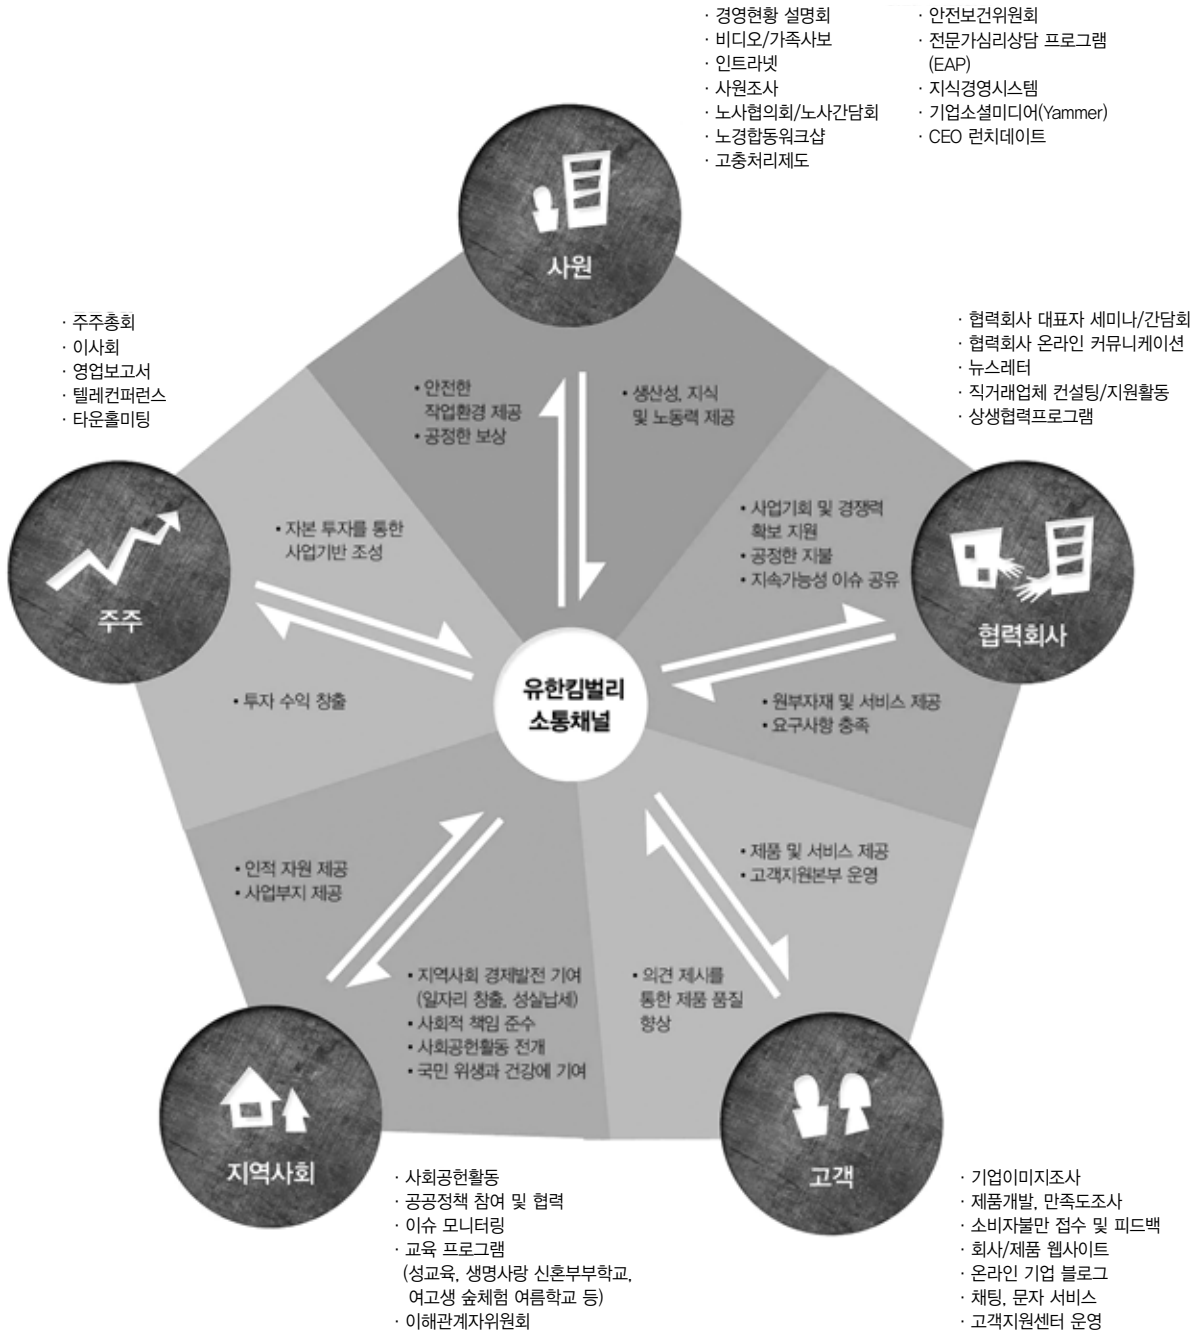 · 경영현황 설명회
· 비디오/가족사보
· 인트라넷
· 사원조사
· 노사협의회/노사간담회
· 노경합동워크샵
· 고충처리제도
· 안전보건위원회
· 전문가심리상담 프로그램
(EAP)
· 지식경영시스템
· 기업소셜미디어(Yammer)
· CEO 런치데이트
사원
· 주주총회
· 이사회
· 영업보고서
· 텔레컨퍼런스
· 타운홀미팅
· 협력회사 대표자 세미나/간담회
· 협력회사 온라인 커뮤니케이션
· 뉴스레터
· 직거래업체 컨설팅/지원활동
· 상생협력프로그램
• 안전한
작업환경 제공
• 공정한 보상
• 생산성, 지식
및 노동력 제공
주주
• 자본 투자를 통한
사업기반 조성
• 투자 수익 창출
• 사업기회 및 경쟁력
확보 지원
• 공정한 지불
• 지속가능성 이슈 공유
협력회사
• 원부자재 및 서비스 제공
• 요구사항 충족
유한킴벌리
소통채널
• 인적 자원 제공
• 사업부지 제공
• 지역사회 경제발전 기여
(일자리 창출, 성실납세)
• 사회적 책임 준수
• 사회공헌활동 전개
• 국민 위생과 건강에 기여
• 제품 및 서비스 제공
• 고객지원본부 운영
• 의견 제시를
통한 제품 품질
향상
지역사회
· 사회공헌활동
· 공공정책 참여 및 협력
· 이슈 모니터링
· 교육 프로그램
(성교육, 생명사랑 신혼부부학교,
여고생 숲체험 여름학교 등)
· 이해관계자위원회
고객
· 기업이미지조사
· 제품개발, 만족도조사
· 소비자불만 접수 및 피드백
· 회사/제품 웹사이트
· 온라인 기업 블로그
· 채팅, 문자 서비스
· 고객지원센터 운영